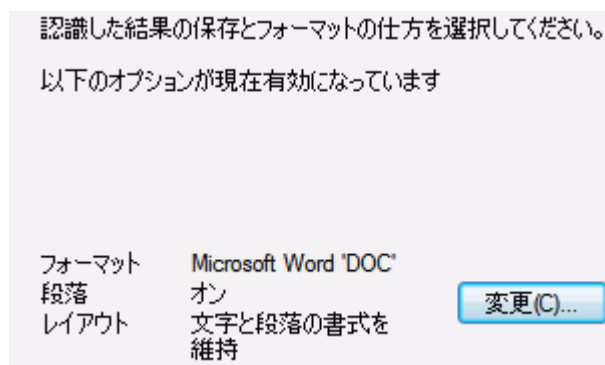 認識した結果の保存とフォーマットの仕方を選択してください。
以下のオプションが現在有効になっています
フォーマット Microsoft Word "DOC"
段落 オン
レイアウト 文字と段落の書式を
維持
変更(C)...